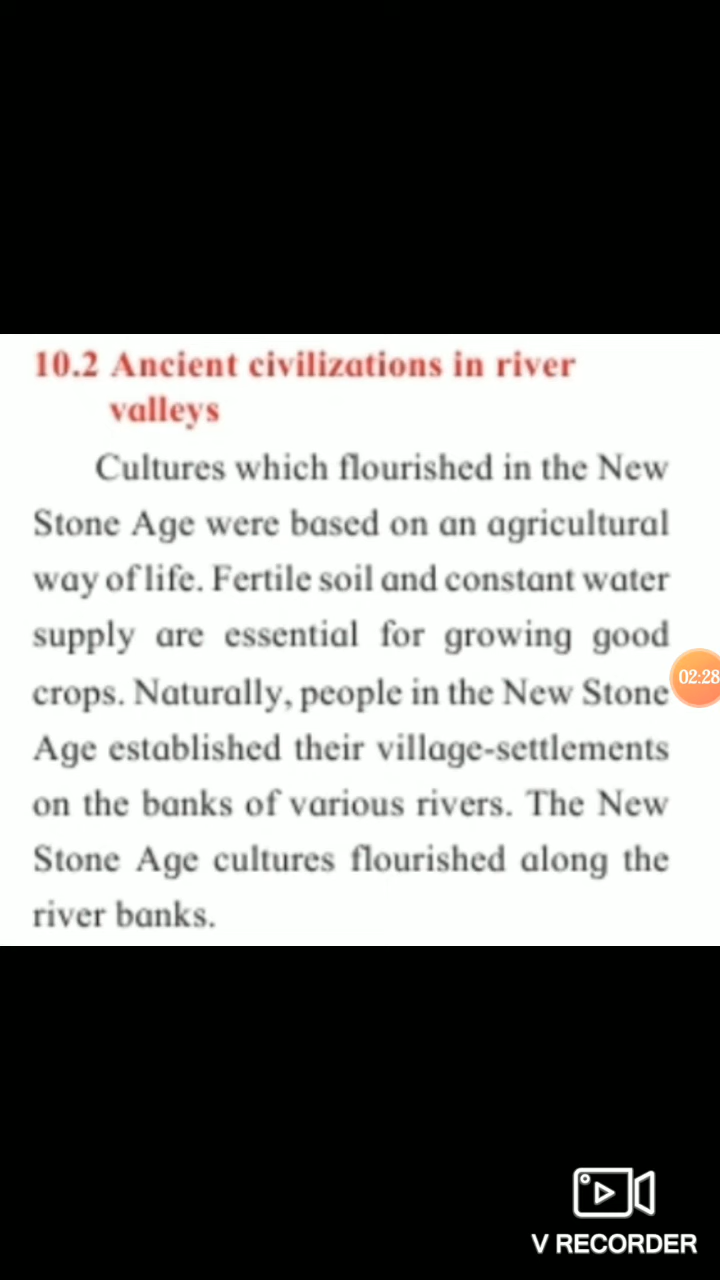 10.2 Ancient civilizations in river
valleys
Cultures which flourished in the New
Stone Age were based on an agricultural
way of life. Fertile soil and constant water
supply are essential for growing good
crops. Naturally, people in the New Stone
02:28
Age established their village-settlements
on the banks of various rivers. The New
Stone Age cultures flourished along the
river banks.
V RECORDER